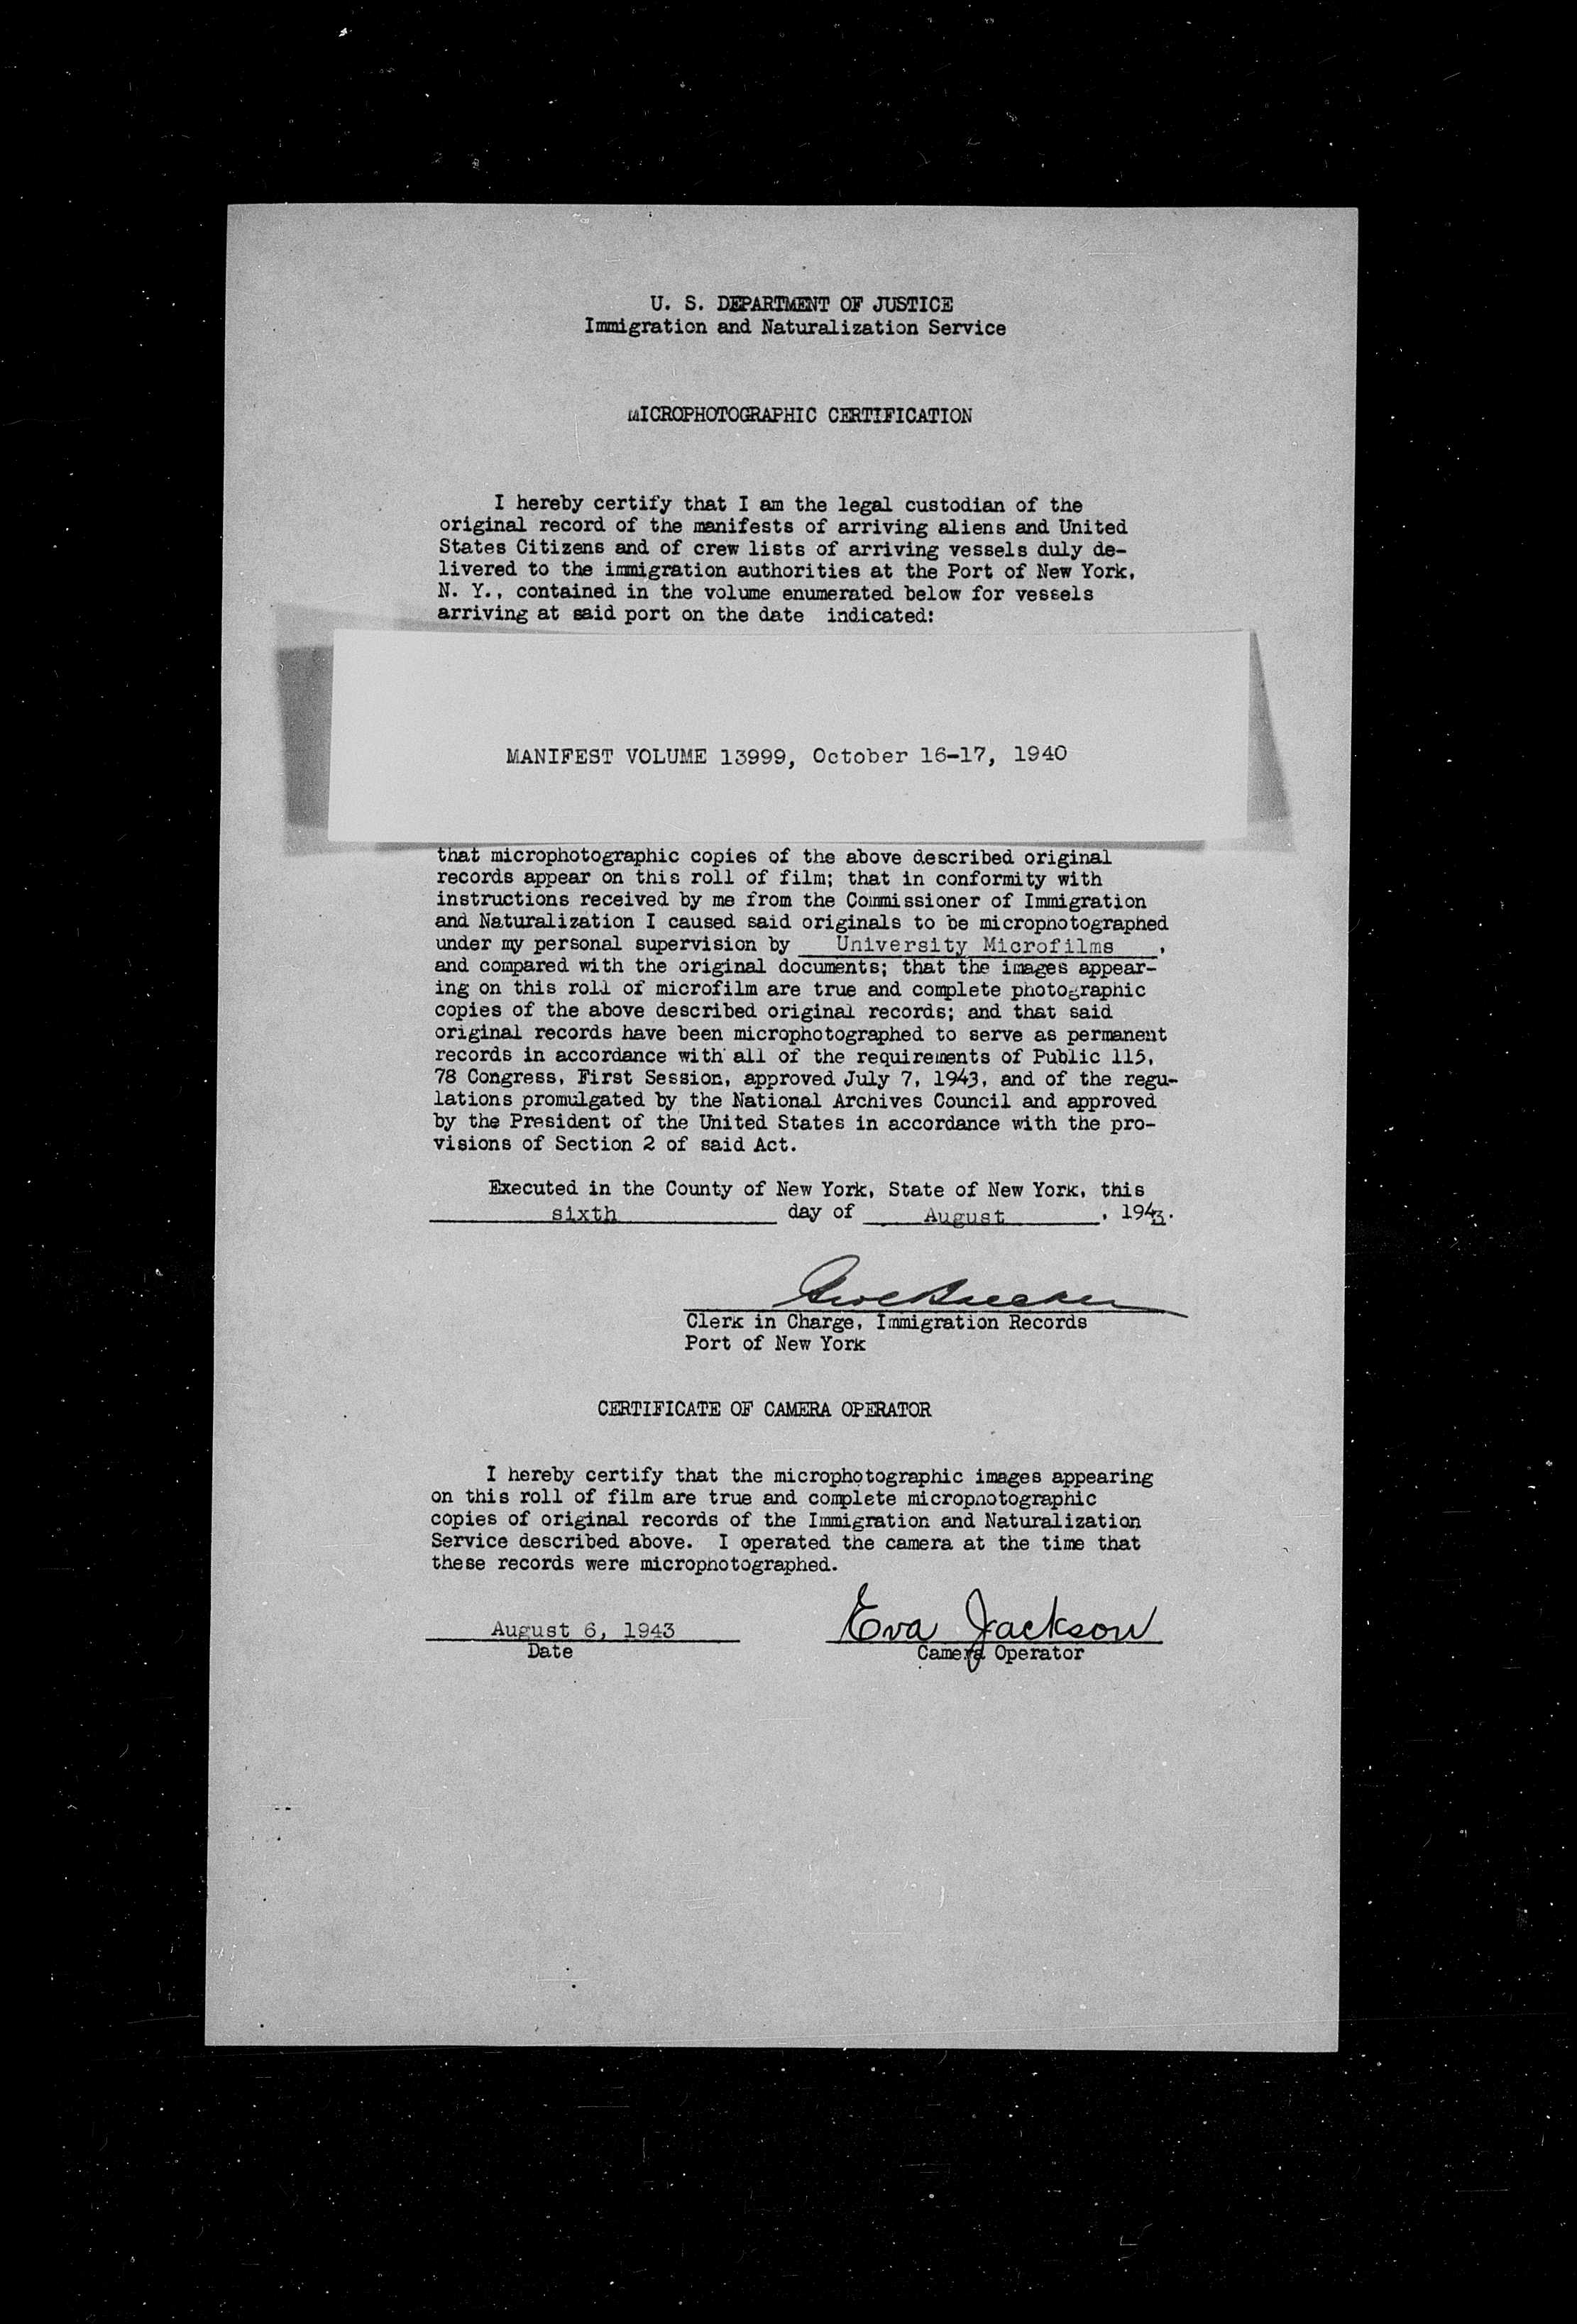 U. S. DEPARTMENT OF JUSTICE
Immigration and Naturalization Service
MICROPHOTOGRAPHIC CERTIFICATION
I hereby certify that I am the legal custodian of the
original record of the manifests of arriving aliens and United
States Citizens and of crew lists of arriving vessels duly de-
livered to the immigration authorities at the Port of New York,
N. Y., contained in the volume enumerated below for vessels
arriving at said port on the date indicated:
MANIFEST VOLUME 13999, October 16-17, 1940
that microphotographic copies of the above described original
records appear on this roll of film; that in conformity with
instructions received by me from the Commissioner of Immigration
and Naturalization I caused said originals to be microphotographed
under my personal supervision by University Microfilms,
and compared with the original documents; that the images appear-
ing on this roll of microfilm are true and complete photographic
copies of the above described original records; and that said
original records have been microphotographed to serve as permanent
records in accordance with all of the requirements of Public 115,
78 Congress, First Session, approved July 7, 1943, and of the regu-
lations promulgated by the National Archives Council and approved
by the President of the United States in accordance with the pro-
visions of Section 2 of said Act.
Executed in the County of New York, State of New York, this
sixth day of August, 1943.
Clerk in Charge, Immigration Records
Port of New York
CERTIFICATE OF CAMERA OPERATOR
I hereby certify that the microphotographic images appearing
on this roll of film are true and complete microphotographic
copies of original records of the Immigration and Naturalization
Service described above. I operated the camera at the time that
these records were microphotographed.
August 6, 1943 Eva Jackson
Date Camera Operator